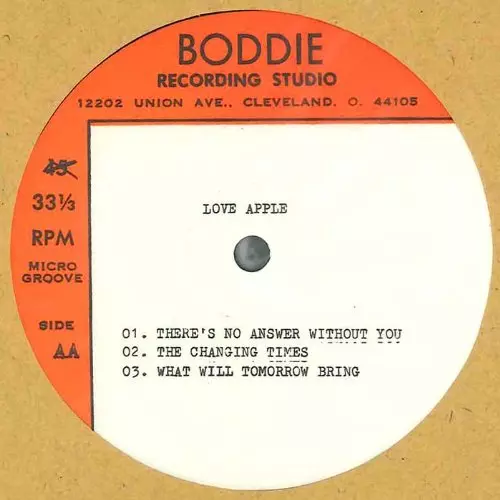 BODDIE
RECORDING STUDIO
12202 UNION AVE., CLEVELAND, O. 44105
45
33⅓
RPM
MICRO
GROOVE
SIDE
AA
LOVE APPLE
01. THERE'S NO ANSWER WITHOUT YOU
02. THE CHANGING TIMES
03. WHAT WILL TOMORROW BRING